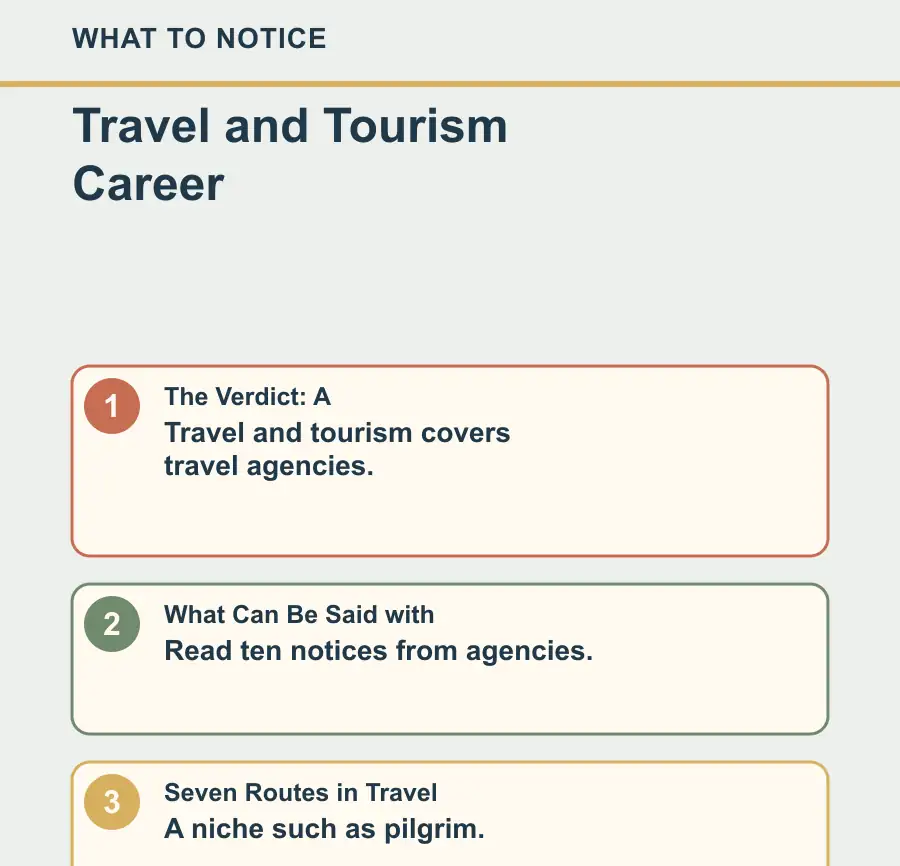 WHAT TO NOTICE
Travel and Tourism
Career
1
The Verdict: A
Travel and tourism covers
travel agencies.
2
What Can Be Said with
Read ten notices from agencies.
3
Seven Routes in Travel
A niche such as pilgrim.